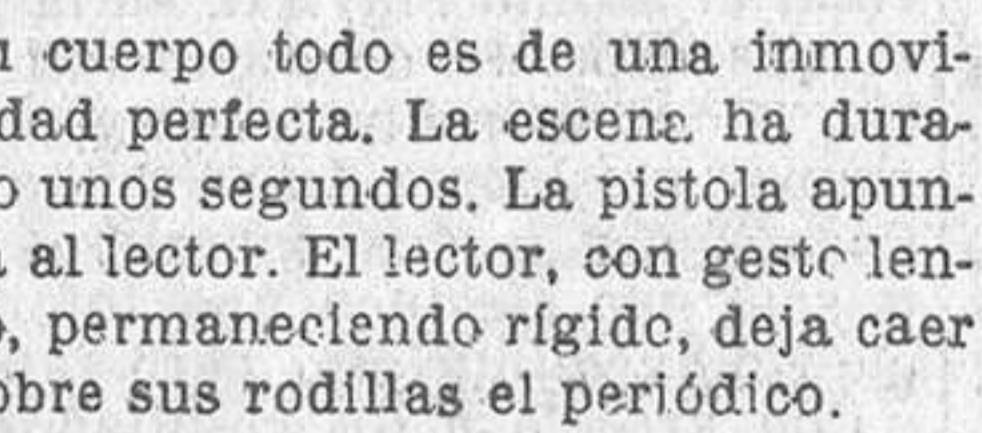 u cuerpo todo es de una inmovi-
dad perfecta. La escena ha dura-
o unos segundos. La pistola apun-
a al lector. El lector, con gesto len-
o, permaneciendo rígido, deja caer
obre sus rodillas el periódico.